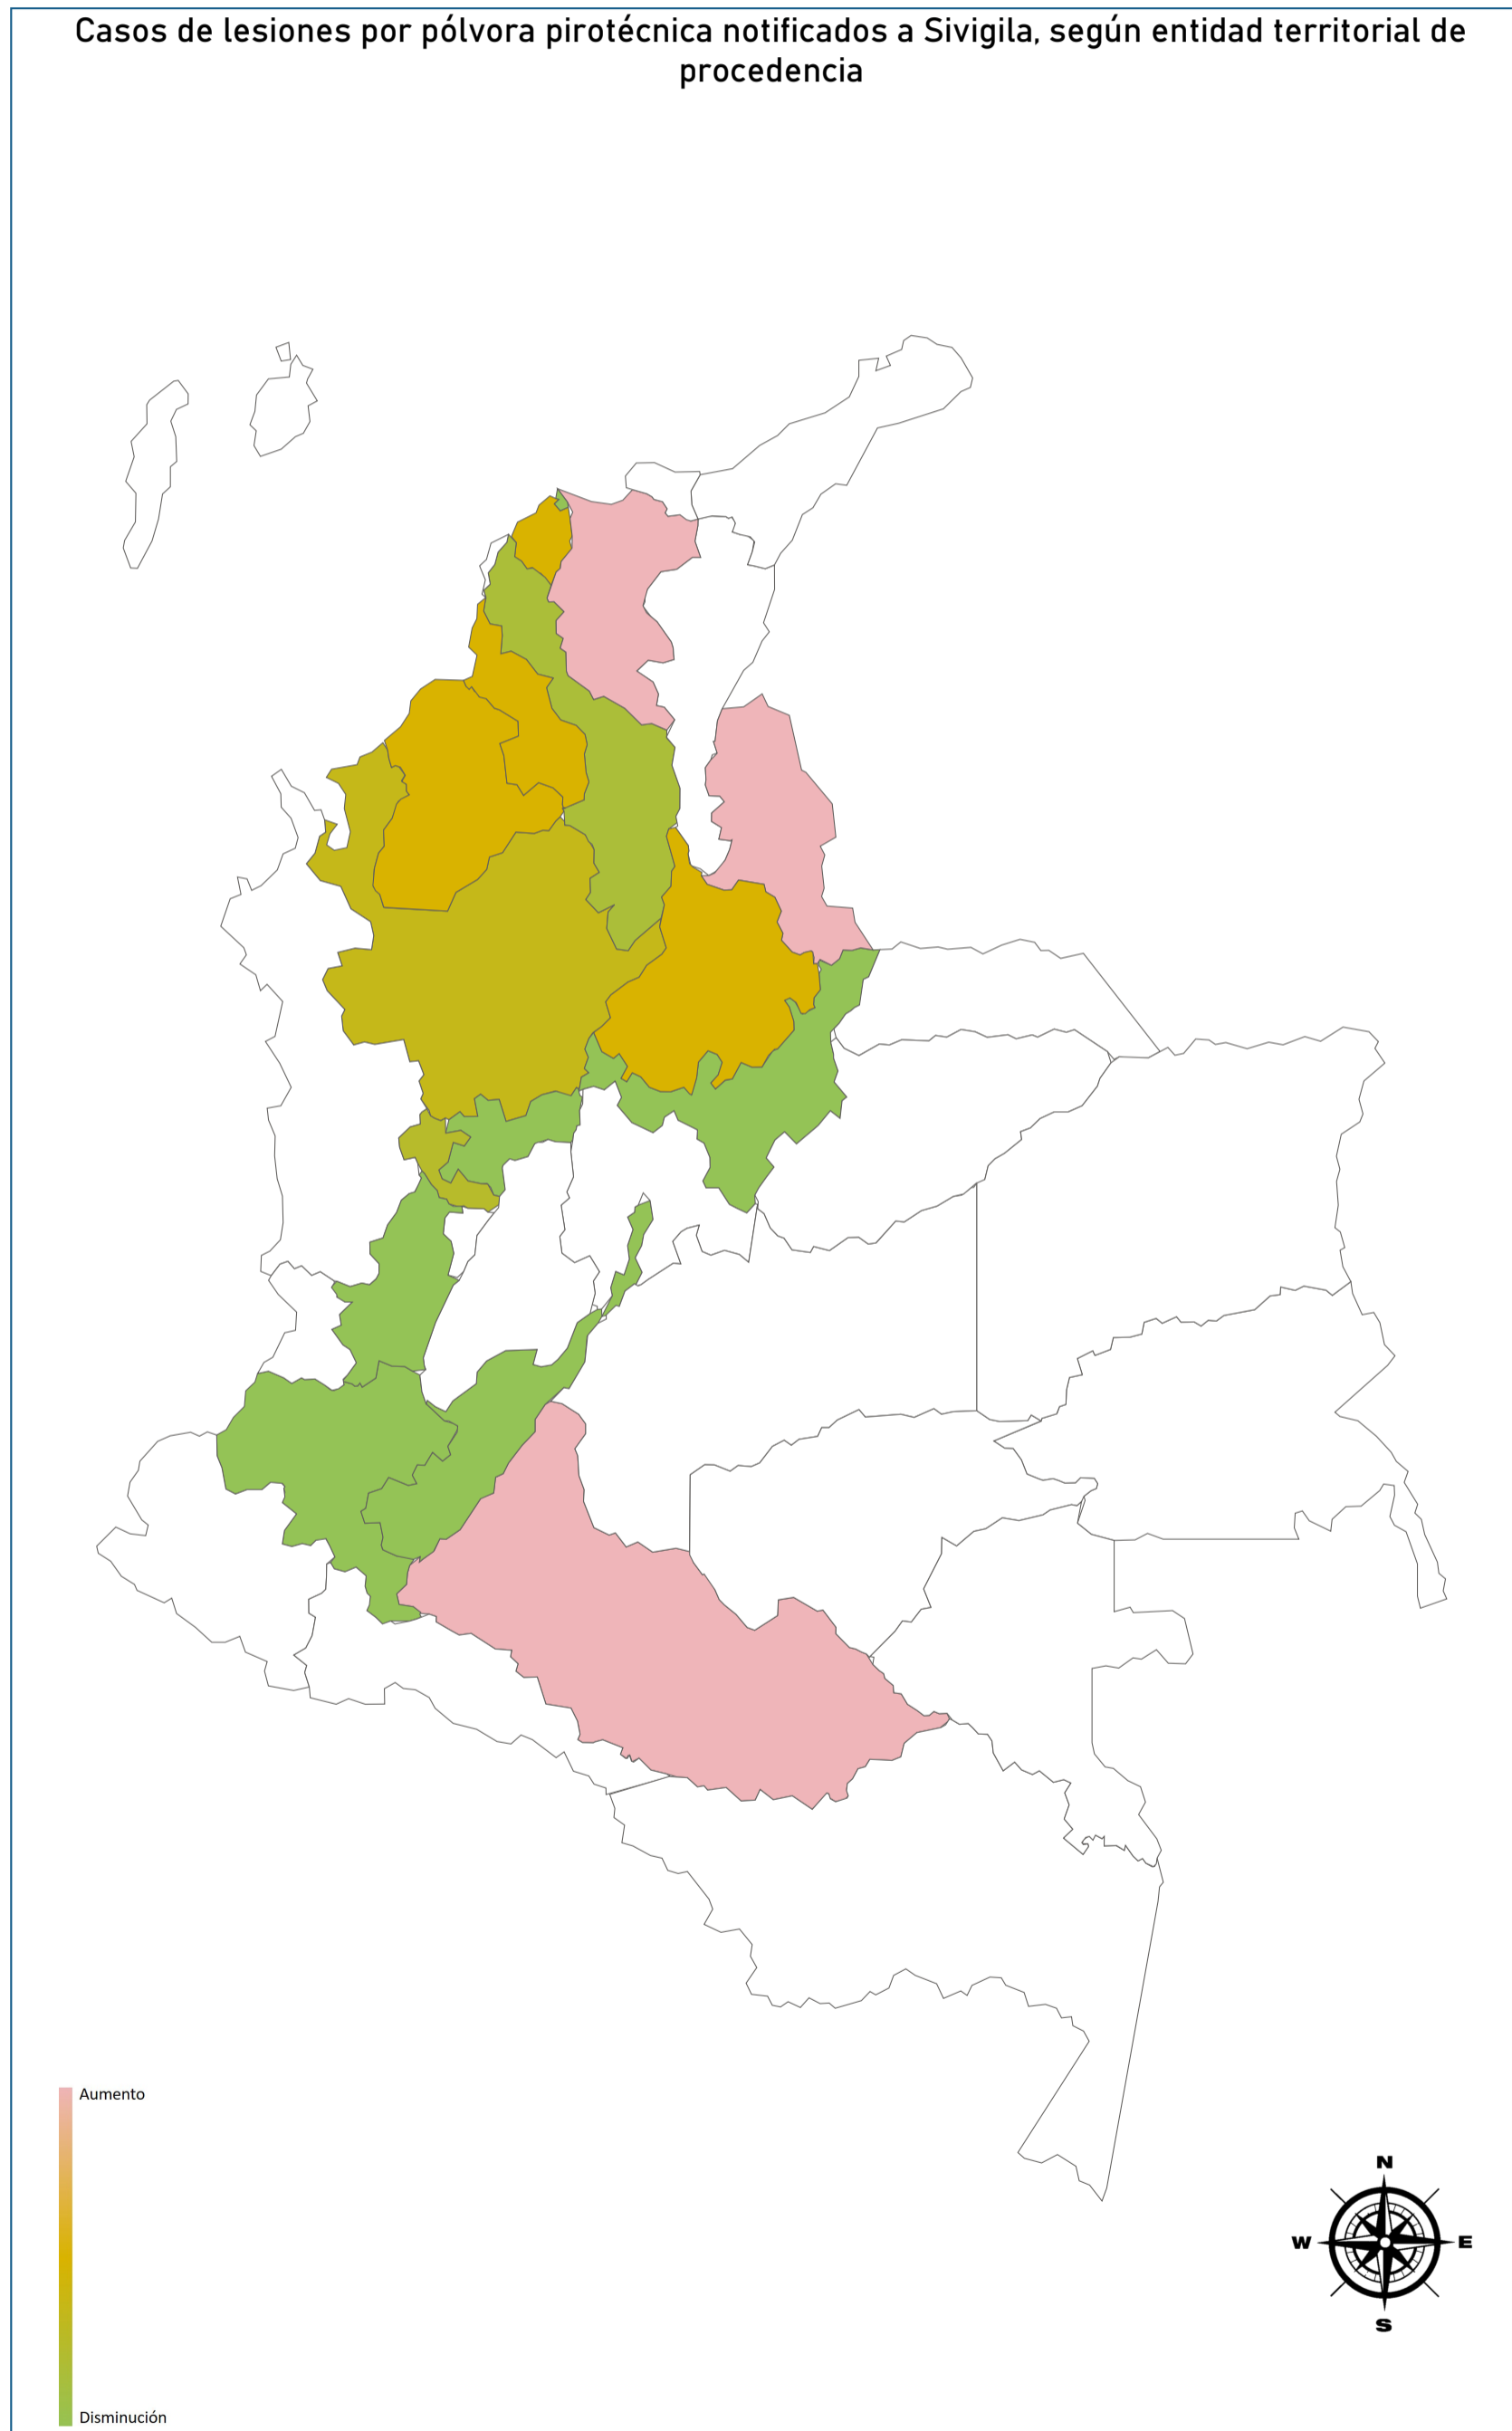 Casos de lesiones por pólvora pirotécnica notificados a Sivigila, según entidad territorial de
procedencia
Aumento
N
W
E
S
Disminución